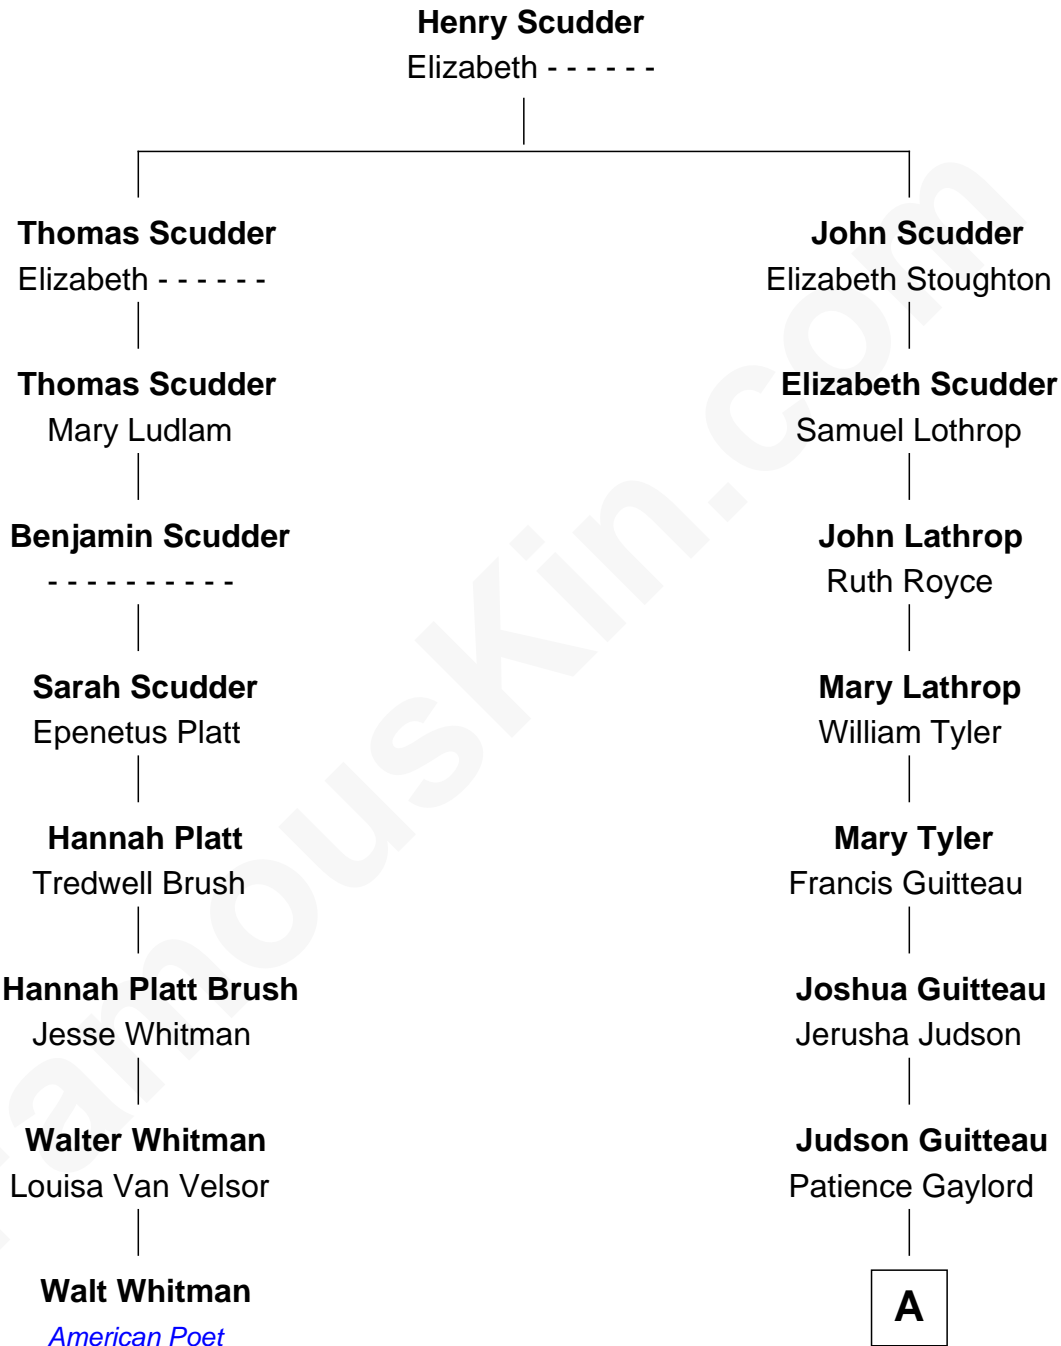 Henry Scudder
Elizabeth - - - - - -
Thomas Scudder
Elizabeth - - - - - -
John Scudder
Elizabeth Stoughton
Thomas Scudder
Mary Ludlam
Elizabeth Scudder
Samuel Lothrop
Benjamin Scudder
- - - - - - - - - -
John Lathrop
Ruth Royce
Sarah Scudder
Epenetus Platt
Mary Lathrop
William Tyler
Hannah Platt
Tredwell Brush
Mary Tyler
Francis Guitteau
Hannah Platt Brush
Jesse Whitman
Joshua Guitteau
Jerusha Judson
Walter Whitman
Louisa Van Velsor
Judson Guitteau
Patience Gaylord
Walt Whitman
American Poet
A
FamousKin.com